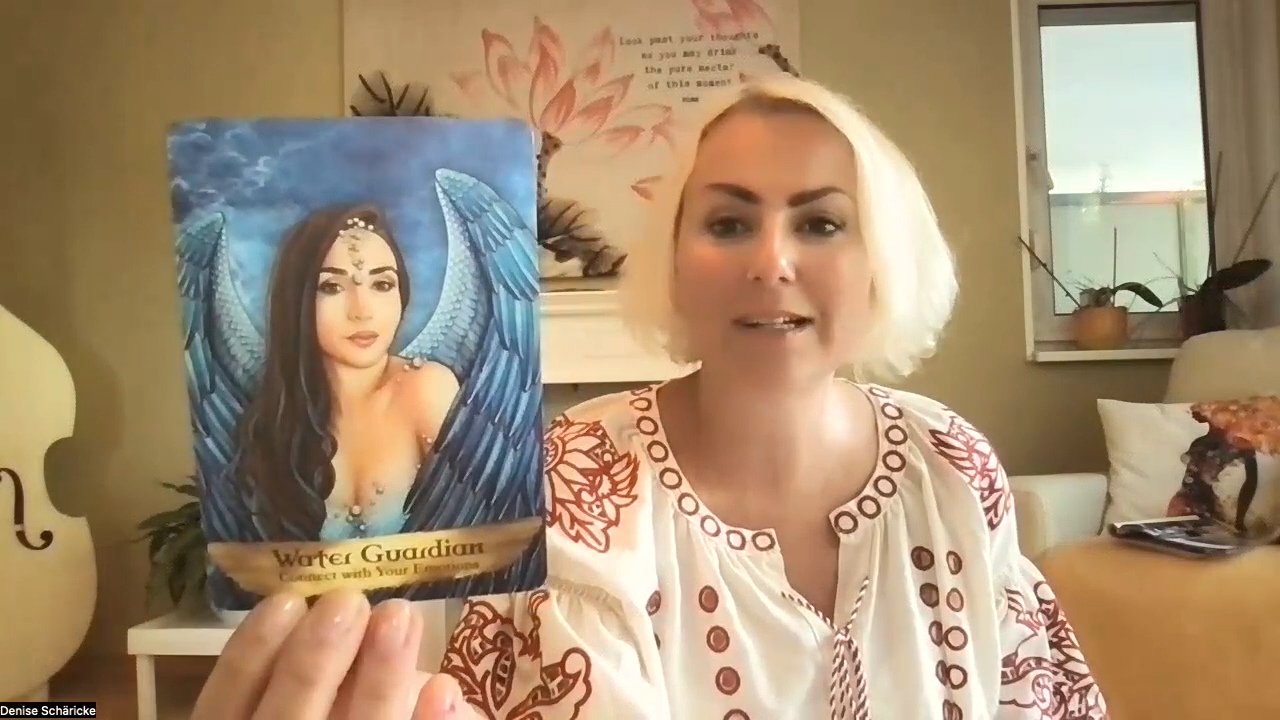 Look past your thoughts
so you may drink
the pure nectar
of this moment
RUMI
Water Guardian
Connect with Your Emotions
Denise Schäricke